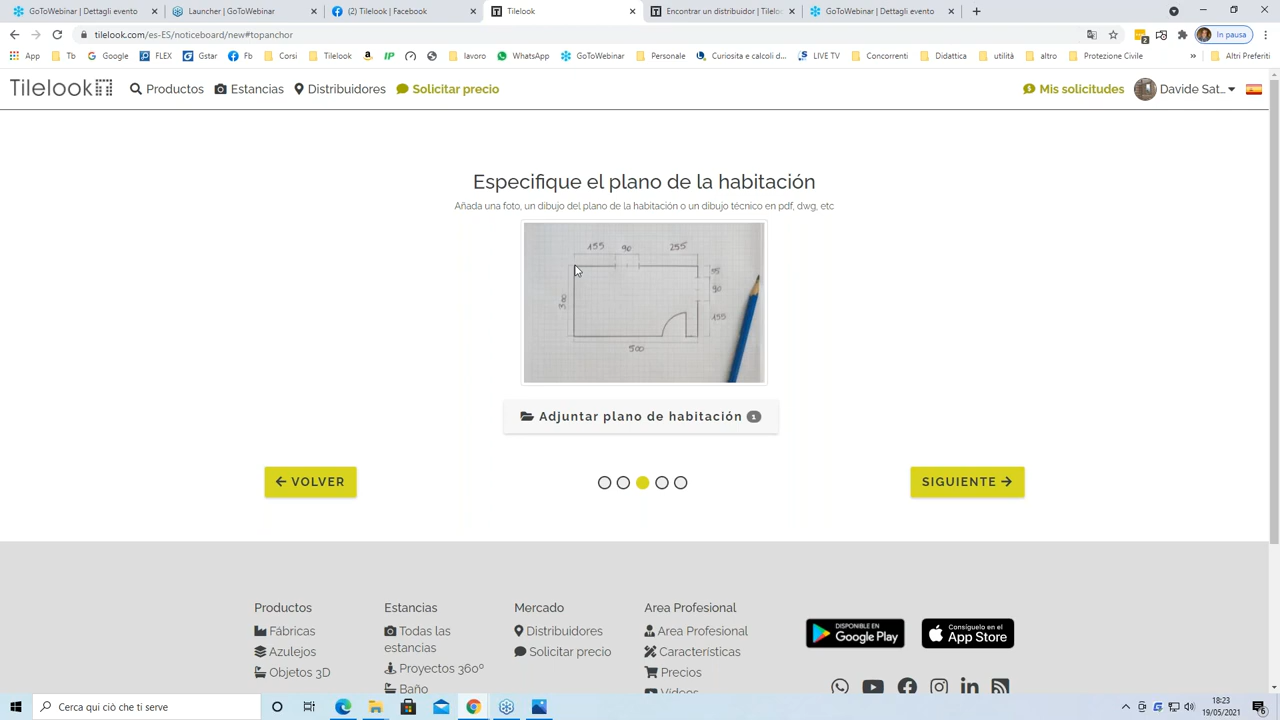 GoToWebinar | Dettagli evento
Launcher | GoToWebinar
(2) Tilelook | Facebook
Tilelook
Encontrar un distribuidor | Tileloo
GoToWebinar | Dettagli evento
tilelook.com/es-ES/noticeboard/new#topanchor
In pausa
App
Tb
Google
FLEX
Gstar
Fb
Corsi
Tilelook
IP
lavoro
WhatsApp
GoToWebinar
Personale
Curiosita e calcoli d...
LIVE TV
Concorrenti
Didattica
utilità
altro
Protezione Civile
»
Altri Preferiti
Tilelook
Productos
Estancias
Distribuidores
Solicitar precio
Mis solicitudes
Davide Sat...
Especifique el plano de la habitación
Añada una foto, un dibujo del plano de la habitación o un dibujo técnico en pdf, dwg, etc
155 90 255
300
90
155
500
Adjuntar plano de habitación 1
← VOLVER
SIGUIENTE →
Productos
Fábricas
Azulejos
Objetos 3D
Estancias
Todas las
estancias
Proyectos 360º
Baño
Mercado
Distribuidores
Solicitar precio
Area Profesional
Area Profesional
Características
Precios
Vídeos
DISPONIBLE EN
Google Play
Consíguelo en el
App Store
Cerca qui ciò che ti serve
18:23
19/05/2021